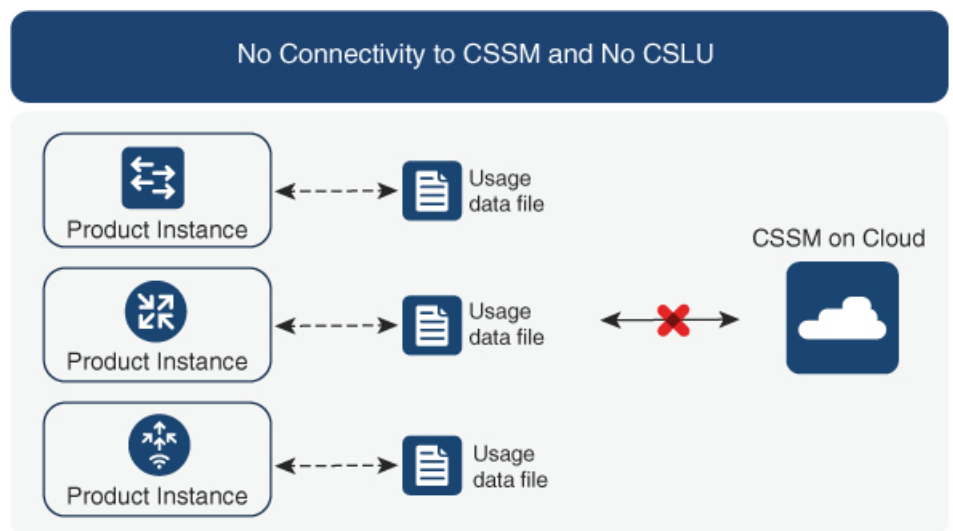 No Connectivity to CSSM and No CSLU
Product Instance
Usage
data file
Product Instance
Usage
data file
CSSM on Cloud
Product Instance
Usage
data file